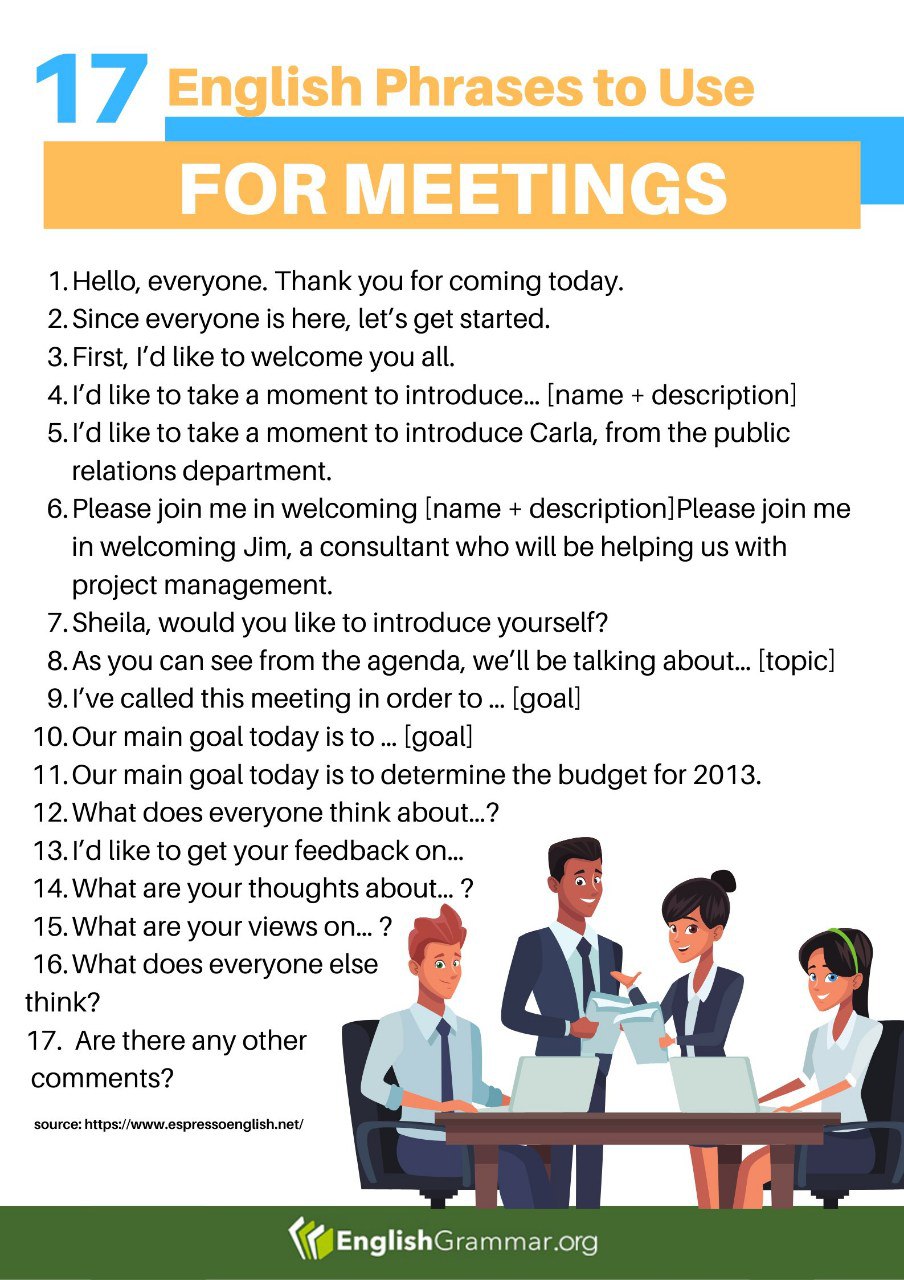 17 English Phrases to Use
FOR MEETINGS
1. Hello, everyone. Thank you for coming today.
2. Since everyone is here, let’s get started.
3. First, I’d like to welcome you all.
4. I’d like to take a moment to introduce... [name + description]
5. I’d like to take a moment to introduce Carla, from the public
relations department.
6. Please join me in welcoming [name + description]Please join me
in welcoming Jim, a consultant who will be helping us with
project management.
7. Sheila, would you like to introduce yourself?
8. As you can see from the agenda, we’ll be talking about... [topic]
9. I’ve called this meeting in order to ... [goal]
10. Our main goal today is to ... [goal]
11. Our main goal today is to determine the budget for 2013.
12. What does everyone think about...?
13. I’d like to get your feedback on...
14. What are your thoughts about... ?
15. What are your views on... ?
16. What does everyone else
think?
17. Are there any other
comments?
source: https://www.espressoenglish.net/
EnglishGrammar.org